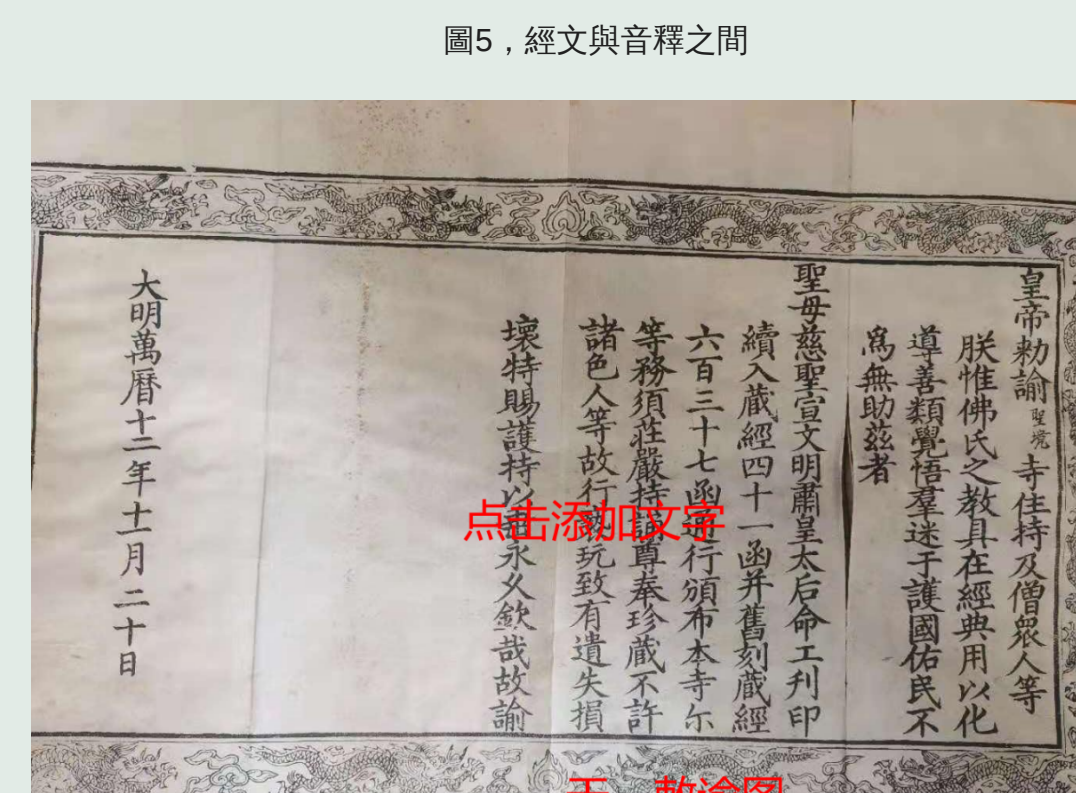 圖5，經文與音釋之間
皇帝勅諭聖境寺住持及僧衆人等
朕惟佛氏之教具在經典用以化
導善類覺悟羣迷于護國佑民不
爲無助茲者
聖母慈聖宣文明肅皇太后命工刊印
續入藏經四十一函并舊刻藏經
六百三十七函通行頒布本寺尓
等務須莊嚴持誦尊奉珍藏不許
諸色人等故行褻玩致有遺失損
壞特賜護持以垂永久欽哉故諭
大明萬曆十二年十一月二十日
点击添加文字